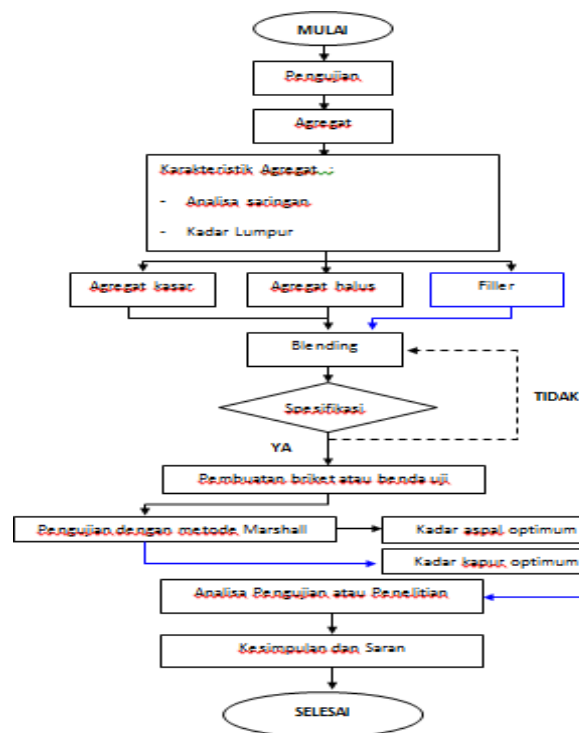 MULAI
Pengujian
Agregat
Karakteristik Agregat :
- Analisa saringan
- Kadar Lumpur
Agregat kasar
Agregat halus
Filler
Blending
Spesifikasi
TIDAK
YA
Pembuatan briket atau benda uji
Pengujian dengan metode Marshall
Kadar aspal optimum
Kadar kapur optimum
Analisa Pengujian atau Penelitian
Kesimpulan dan Saran
SELESAI